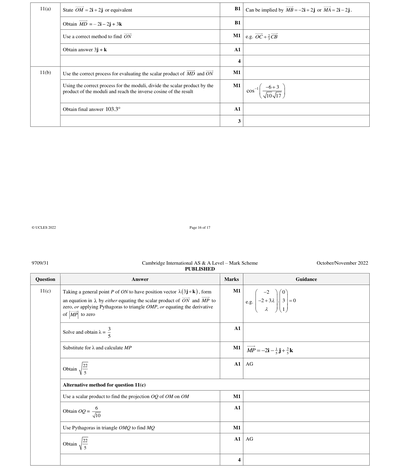 11(a) State OM = 2i + 2j or equivalent B1 Can be implied by MB = −2i + 2j or MA = 2i − 2j.
Obtain MD = −2i − 2j + 3k B1
Use a correct method to find ON M1
Obtain answer 3j + k A1
4
11(b) Use the correct process for evaluating the scalar product of MD and ON M1
Using the correct process for the moduli, divide the scalar product by the M1 cos⁻¹((−6 + 3)/(√10 √17))
product of the moduli and reach the inverse cosine of the result
Obtain final answer 103.3° A1
3
© UCLES 2022 Page 16 of 17
9709/31 Cambridge International AS & A Level – Mark Scheme October/November 2022
PUBLISHED
Question Answer Marks Guidance
11(c) Taking a general point P of ON to have position vector λ(3j + k), form M1
an equation in λ by either equating the scalar product of ON and MP to
zero, or applying Pythagoras to triangle OMP, or equating the derivative
of |MP| to zero
Solve and obtain λ = 3/5 A1
Substitute for λ and calculate MP M1
A1 AG
Alternative method for question 11(c)
Use a scalar product to find the projection OQ of OM on M1
Obtain OQ = 6/√10 A1
Use Pythagoras in triangle OMQ to find MQ M1
A1 AG
4